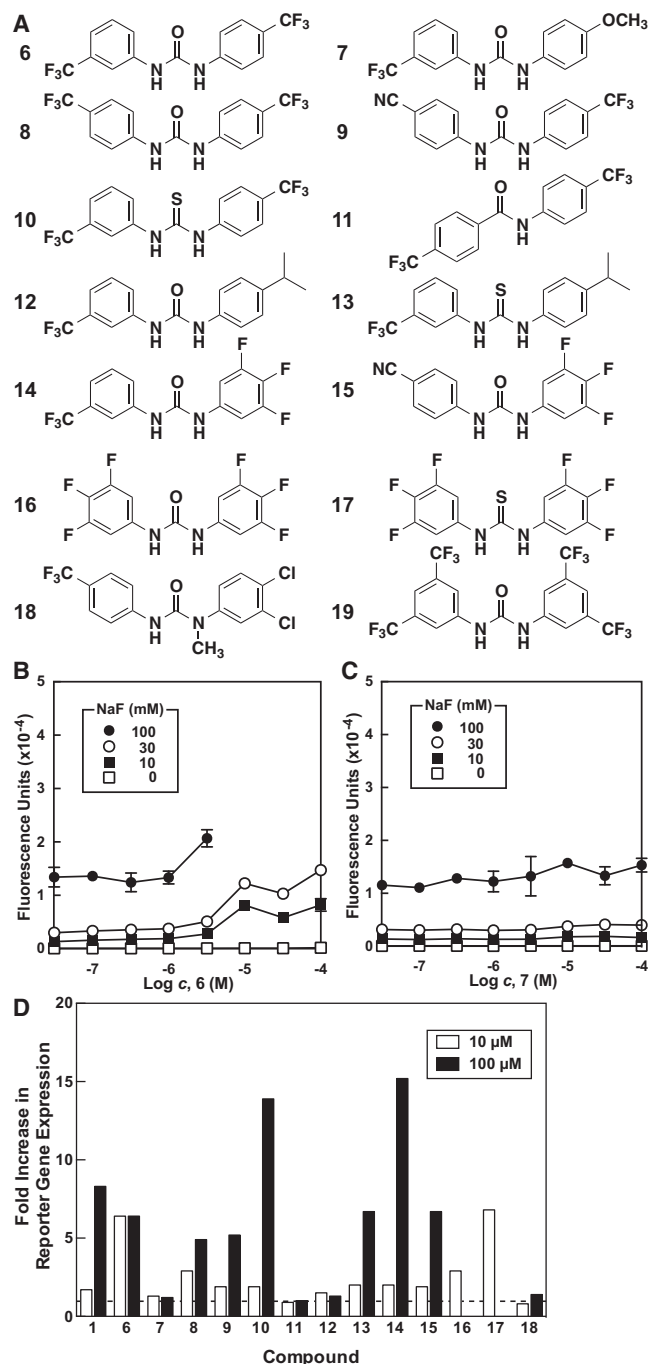 A
6
CF3
O
F3C
N
H
N
H
7
OCH3
O
F3C
N
H
N
H
8
F3C
O
CF3
N
H
N
H
9
NC
O
CF3
N
H
N
H
10
S
CF3
F3C
N
H
N
H
11
O
CF3
N
H
F3C
12
O
F3C
N
H
N
H
13
S
F3C
N
H
N
H
14
F
F
F
O
F3C
N
H
N
H
15
NC
F
F
F
O
N
H
N
H
16
F
F
F
O
N
H
N
H
F
F
F
17
F
F
F
S
N
H
N
H
F
F
F
18
F3C
O
Cl
Cl
N
H
N
CH3
19
CF3
CF3
O
F3C
N
H
N
H
CF3
B
Fluorescence Units (x10-4)
5
4
3
2
1
0
NaF (mM)
100
30
10
0
-7 -6 -5 -4
Log c, 6 (M)
C
Fluorescence Units (x10-4)
5
4
3
2
1
0
NaF (mM)
100
30
10
0
-7 -6 -5 -4
Log c, 7 (M)
D
Fold Increase in
Reporter Gene Expression
20
15
10
5
0
10 µM
100 µM
1 6 7 8 9 10 11 12 13 14 15 16 17 18
Compound